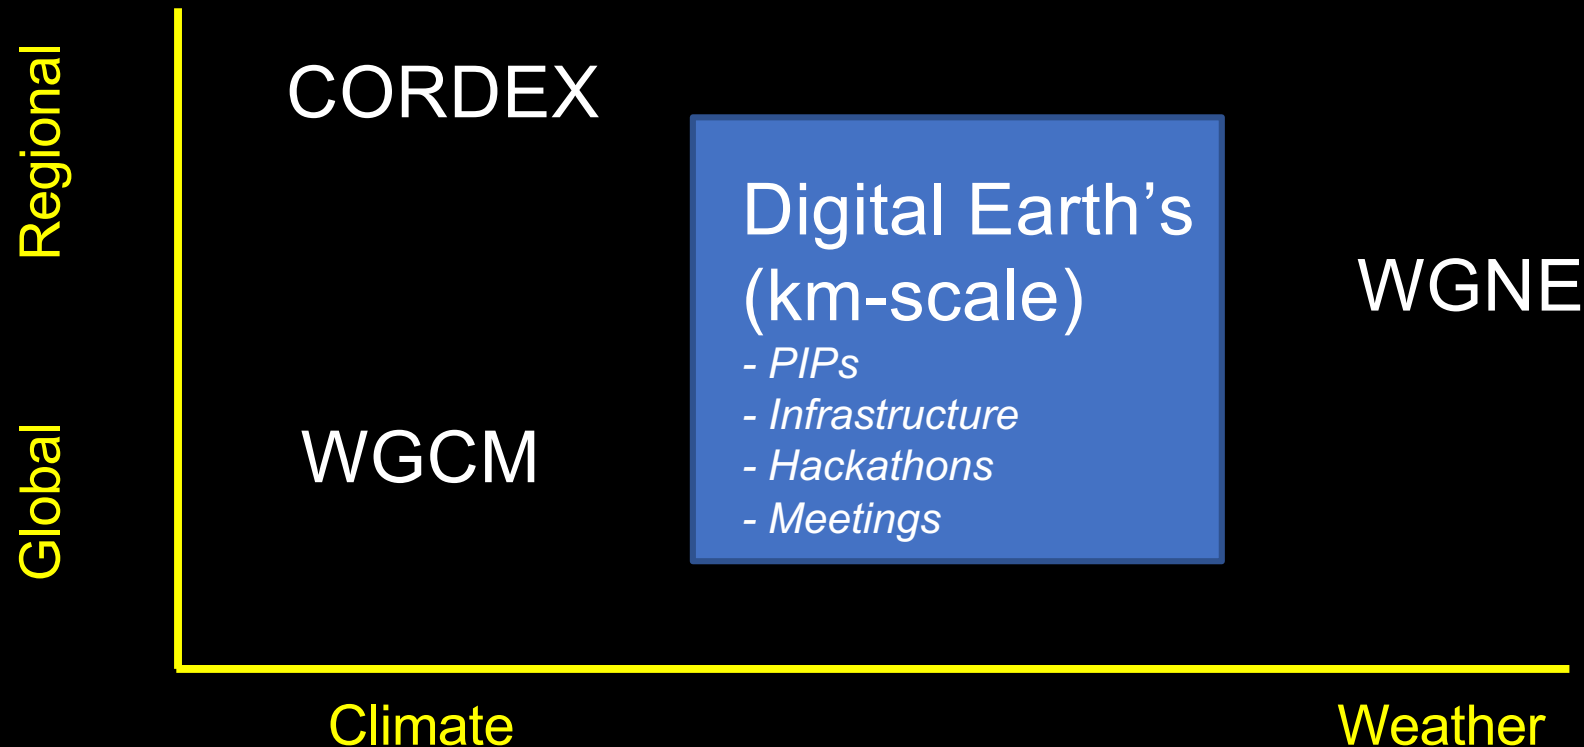 Regional
Global
CORDEX
WGCM
Digital Earth’s
(km-scale)
- PIPs
- Infrastructure
- Hackathons
- Meetings
WGNE
Climate
Weather